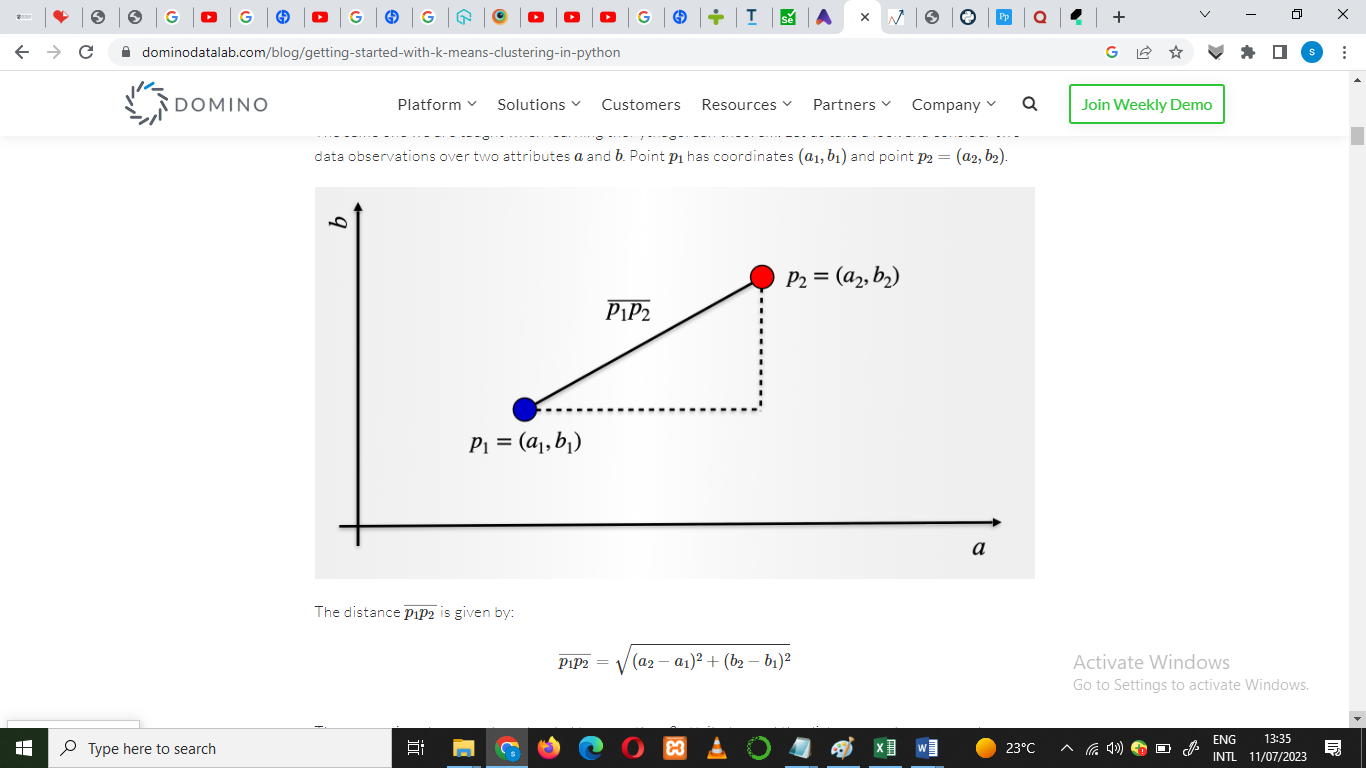 dominodatalab.com/blog/getting-started-with-k-means-clustering-in-python
DOMINO
Platform Solutions Customers Resources Partners Company
Join Weekly Demo
data observations over two attributes a and b. Point p₁ has coordinates (a₁, b₁) and point p₂ = (a₂, b₂).
b
p₂ = (a₂, b₂)
p₁p₂
p₁ = (a₁, b₁)
a
The distance p₁p₂ is given by:
p₁p₂ = √(a₂ − a₁)² + (b₂ − b₁)²
Activate Windows
Go to Settings to activate Windows.
Type here to search
23°C
ENG
INTL
13:35
11/07/2023